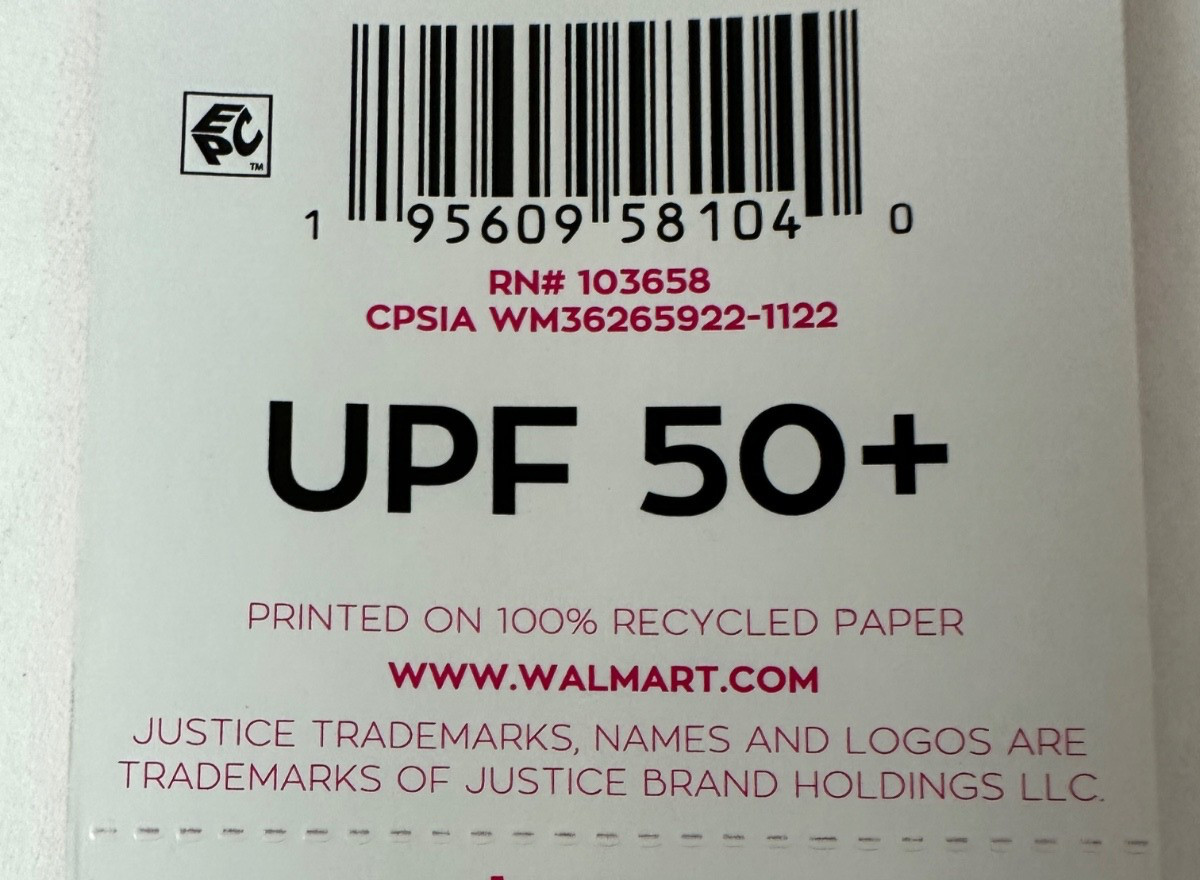 EPC TM
1 95609 58104 0
RN# 103658
CPSIA WM36265922-1122
UPF 50+
PRINTED ON 100% RECYCLED PAPER
WWW.WALMART.COM
JUSTICE TRADEMARKS, NAMES AND LOGOS ARE
TRADEMARKS OF JUSTICE BRAND HOLDINGS LLC.